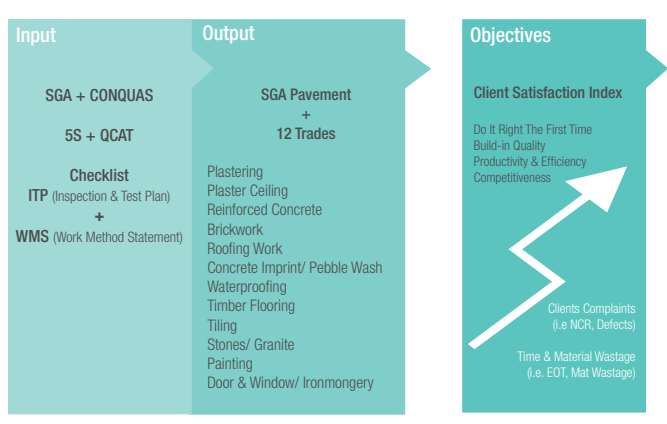 Input
SGA + CONQUAS
5S + QCAT
Checklist
ITP (Inspection & Test Plan)
+
WMS (Work Method Statement)
Output
SGA Pavement
+
12 Trades
Plastering
Plaster Ceiling
Reinforced Concrete
Brickwork
Roofing Work
Concrete Imprint/ Pebble Wash
Waterproofing
Timber Flooring
Tiling
Stones/ Granite
Painting
Door & Window/ Ironmongery
Objectives
Client Satisfaction Index
Do It Right The First Time
Build-in Quality
Productivity & Efficiency
Competitiveness
Clients Complaints
(i.e NCR, Defects)
Time & Material Wastage
(i.e. EOT, Mat Wastage)